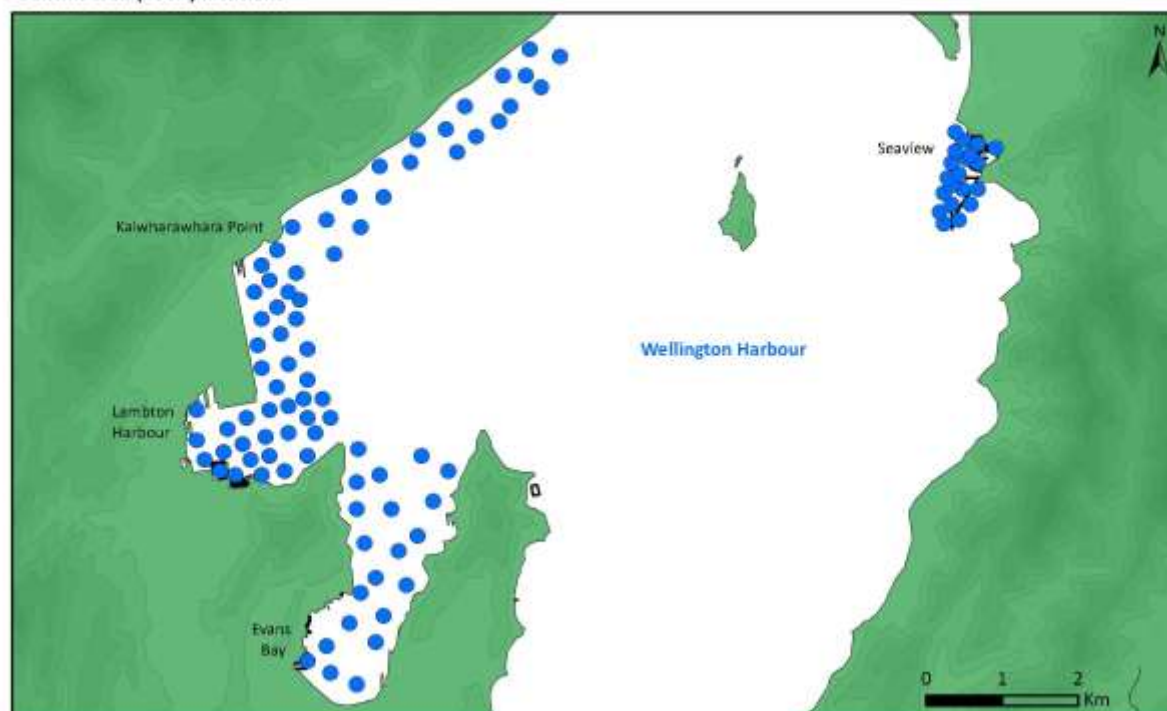 N
Seaview
Kaiwharawhara Point
Wellington Harbour
Lambton
Harbour
Evans
Bay
0 1 2
Km